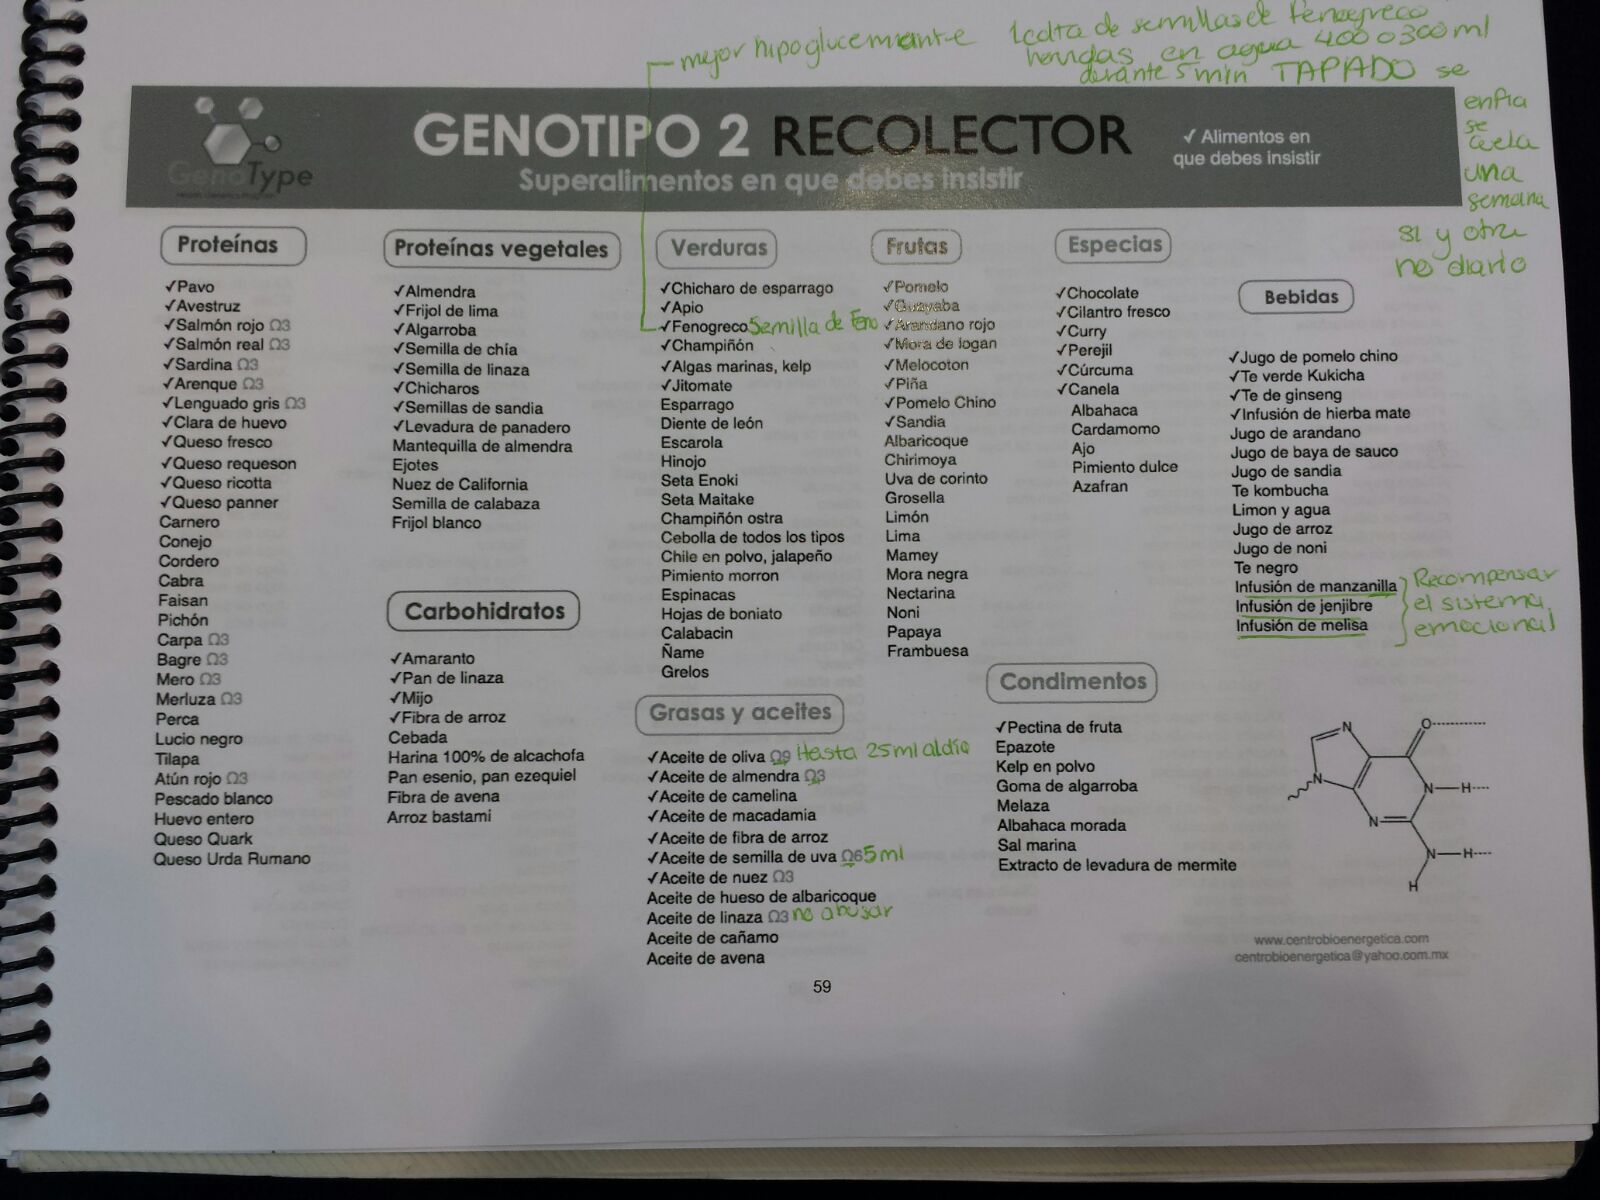 mejor hipoglucemiante
1cdta de semillas de Fenogreco
hervidas en agua 400 o 300 ml
durante 5 min TAPADO se
enfria
se
cuela
una
semana
si y otra
no diario
GenoType
GENOTIPO 2 RECOLECTOR
Superalimentos en que debes insistir
✓ Alimentos en
que debes insistir
Proteínas
✓Pavo
✓Avestruz
✓Salmón rojo Ω3
✓Salmón real Ω3
✓Sardina Ω3
✓Arenque Ω3
✓Lenguado gris Ω3
✓Clara de huevo
✓Queso fresco
✓Queso requeson
✓Queso ricotta
✓Queso panner
Carnero
Conejo
Cordero
Cabra
Faisan
Pichón
Carpa Ω3
Bagre Ω3
Mero Ω3
Merluza Ω3
Perca
Lucio negro
Tilapa
Atún rojo Ω3
Pescado blanco
Huevo entero
Queso Quark
Queso Urda Rumano
Proteínas vegetales
✓Almendra
✓Frijol de lima
✓Algarroba
✓Semilla de chía
✓Semilla de linaza
✓Chicharos
✓Semillas de sandia
✓Levadura de panadero
Mantequilla de almendra
Ejotes
Nuez de California
Semilla de calabaza
Frijol blanco
Carbohidratos
✓Amaranto
✓Pan de linaza
✓Mijo
✓Fibra de arroz
Cebada
Harina 100% de alcachofa
Pan esenio, pan ezequiel
Fibra de avena
Arroz bastami
Verduras
✓Chicharo de esparrago
✓Apio
✓Fenogreco Semilla de Feno
✓Champiñón
✓Algas marinas, kelp
✓Jitomate
Esparrago
Diente de león
Escarola
Hinojo
Seta Enoki
Seta Maitake
Champiñón ostra
Cebolla de todos los tipos
Chile en polvo, jalapeño
Pimiento morron
Espinacas
Hojas de boniato
Calabacin
Ñame
Grelos
Grasas y aceites
✓Aceite de oliva Ω9 Hasta 25ml al día
✓Aceite de almendra Ω3
✓Aceite de camelina
✓Aceite de macadamia
✓Aceite de fibra de arroz
✓Aceite de semilla de uva Ω6 5ml
✓Aceite de nuez Ω3
Aceite de hueso de albaricoque
Aceite de linaza Ω3 no abusar
Aceite de cañamo
Aceite de avena
Frutas
✓Pomelo
✓Guayaba
✓Arandano rojo
✓Mora de logan
✓Melocoton
✓Piña
✓Pomelo Chino
✓Sandia
Albaricoque
Chirimoya
Uva de corinto
Grosella
Limón
Lima
Mamey
Mora negra
Nectarina
Noni
Papaya
Frambuesa
Especias
✓Chocolate
✓Cilantro fresco
✓Curry
✓Perejil
✓Cúrcuma
✓Canela
Albahaca
Cardamomo
Ajo
Pimiento dulce
Azafran
Condimentos
✓Pectina de fruta
Epazote
Kelp en polvo
Goma de algarroba
Melaza
Albahaca morada
Sal marina
Extracto de levadura de mermite
Bebidas
✓Jugo de pomelo chino
✓Te verde Kukicha
✓Te de ginseng
✓Infusión de hierba mate
Jugo de arandano
Jugo de baya de sauco
Jugo de sandia
Te kombucha
Limon y agua
Jugo de arroz
Jugo de noni
Te negro
Infusión de manzanilla
Infusión de jenjibre
Infusión de melisa
Recompensar
el sistema
emocional
N
O
N
N
H
N
N
H
H
www.centrobioenergetica.com
centrobioenergetica@yahoo.com.mx
59